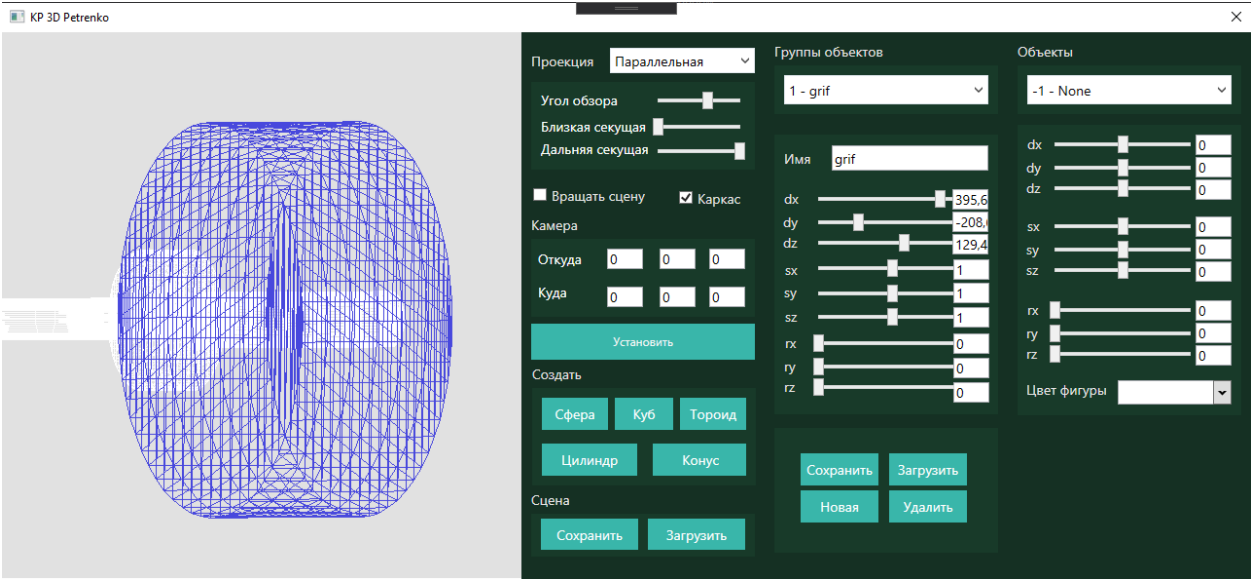 KP 3D Petrenko
Проекция Параллельная
Угол обзора
Близкая секущая
Дальняя секущая
Вращать сцену Каркас
Камера
Откуда 0 0 0
Куда 0 0 0
Установить
Создать
Сфера Куб Тороид
Цилиндр Конус
Сцена
Сохранить Загрузить
Группы объектов
1 - grif
Имя grif
dx 395,6
dy -208,
dz 129,4
sx 1
sy 1
sz 1
rx 0
ry 0
rz 0
Сохранить Загрузить
Новая Удалить
Объекты
-1 - None
dx 0
dy 0
dz 0
sx 0
sy 0
sz 0
rx 0
ry 0
rz 0
Цвет фигуры